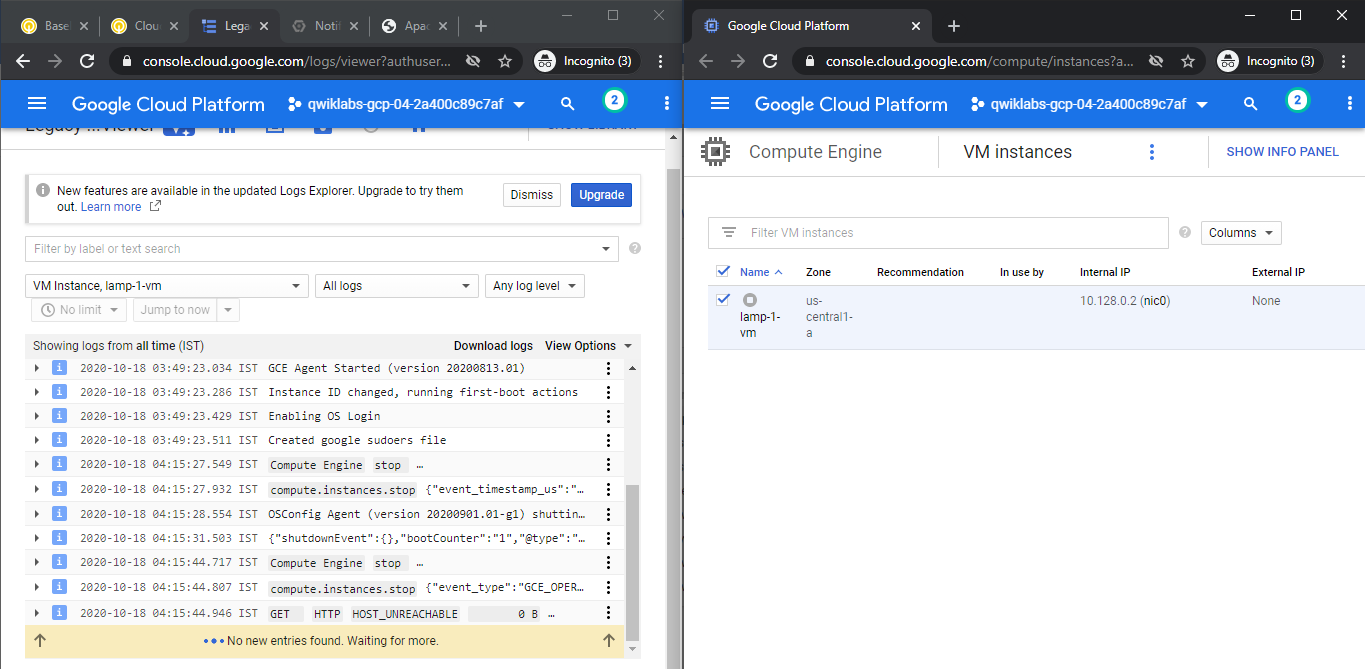 Base
Clou
Lega
Notif
Apac
console.cloud.google.com/logs/viewer?authuser...
Incognito (3)
Google Cloud Platform
qwiklabs-gcp-04-2a400c89c7af
2
Legacy ...Viewer
SHOW LIBRARY
New features are available in the updated Logs Explorer. Upgrade to try them
out. Learn more
Dismiss
Upgrade
Filter by label or text search
VM Instance, lamp-1-vm
All logs
Any log level
No limit
Jump to now
Showing logs from all time (IST)
Download logs
View Options
2020-10-18 03:49:23.034 IST GCE Agent Started (version 20200813.01)
2020-10-18 03:49:23.286 IST Instance ID changed, running first-boot actions
2020-10-18 03:49:23.429 IST Enabling OS Login
2020-10-18 03:49:23.511 IST Created google sudoers file
2020-10-18 04:15:27.549 IST Compute Engine stop …
2020-10-18 04:15:27.932 IST compute.instances.stop {"event_timestamp_us":"…
2020-10-18 04:15:28.554 IST OSConfig Agent (version 20200901.01-g1) shuttin…
2020-10-18 04:15:31.503 IST {"shutdownEvent":{},"bootCounter":"1","@type":"…
2020-10-18 04:15:44.717 IST Compute Engine stop …
2020-10-18 04:15:44.807 IST compute.instances.stop {"event_type":"GCE_OPER…
2020-10-18 04:15:44.946 IST GET HTTP HOST_UNREACHABLE 0 B …
No new entries found. Waiting for more.
Google Cloud Platform
console.cloud.google.com/compute/instances?a...
Incognito (3)
Google Cloud Platform
qwiklabs-gcp-04-2a400c89c7af
2
Compute Engine
VM instances
SHOW INFO PANEL
Filter VM instances
Columns
Name
Zone
Recommendation
In use by
Internal IP
External IP
lamp-1-
vm
us-
central1-
a
10.128.0.2 (nic0)
None